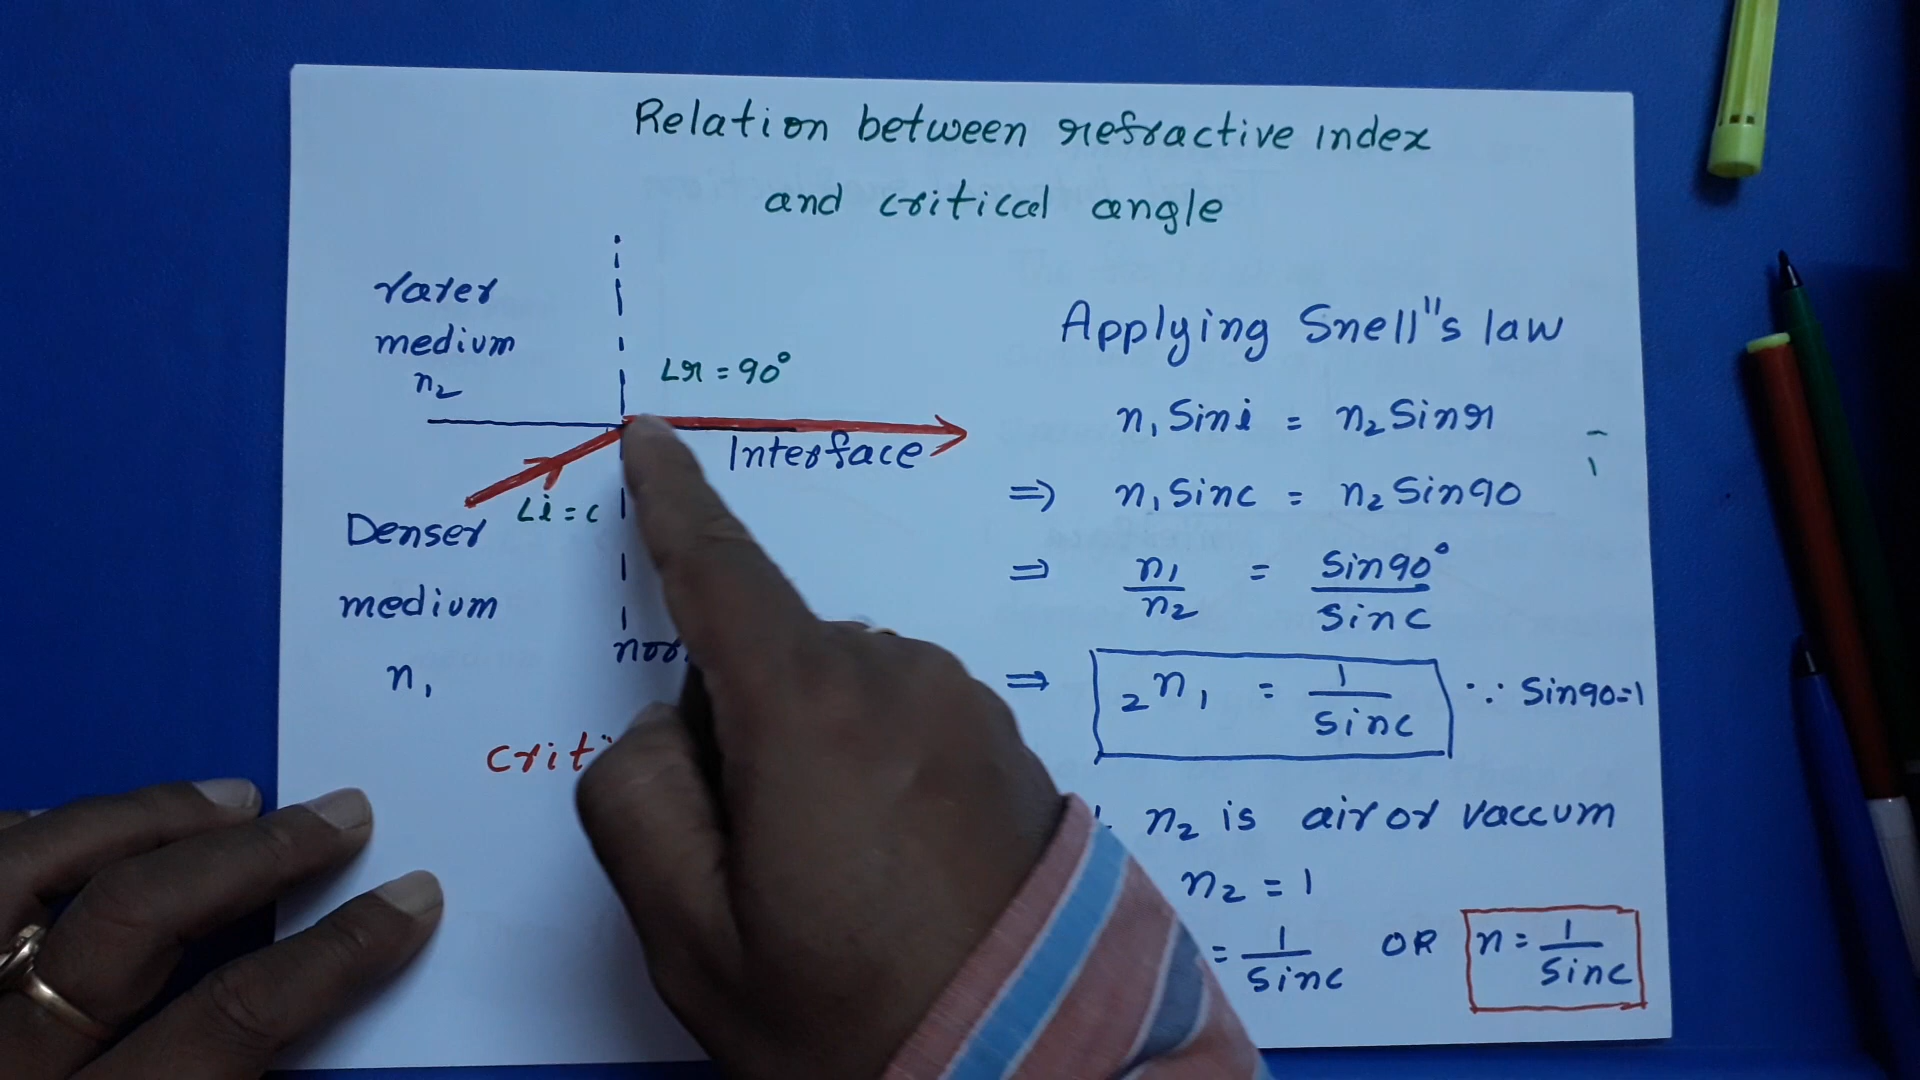 Relation between refractive index
and critical angle
rarer
medium
n₂
∠r = 90°
Interface
∠i = c
Denser
medium
n₁
Applying Snell"s law
n₁ Sin i = n₂ Sin r
⇒ n₁ Sin c = n₂ Sin 90
⇒ n₁/n₂ = Sin 90°/Sin c
⇒ ₂n₁ = 1/Sin c ∵ Sin 90=1
n₂ is air or vaccum
n₂ = 1
= 1/Sin c OR n = 1/Sin c